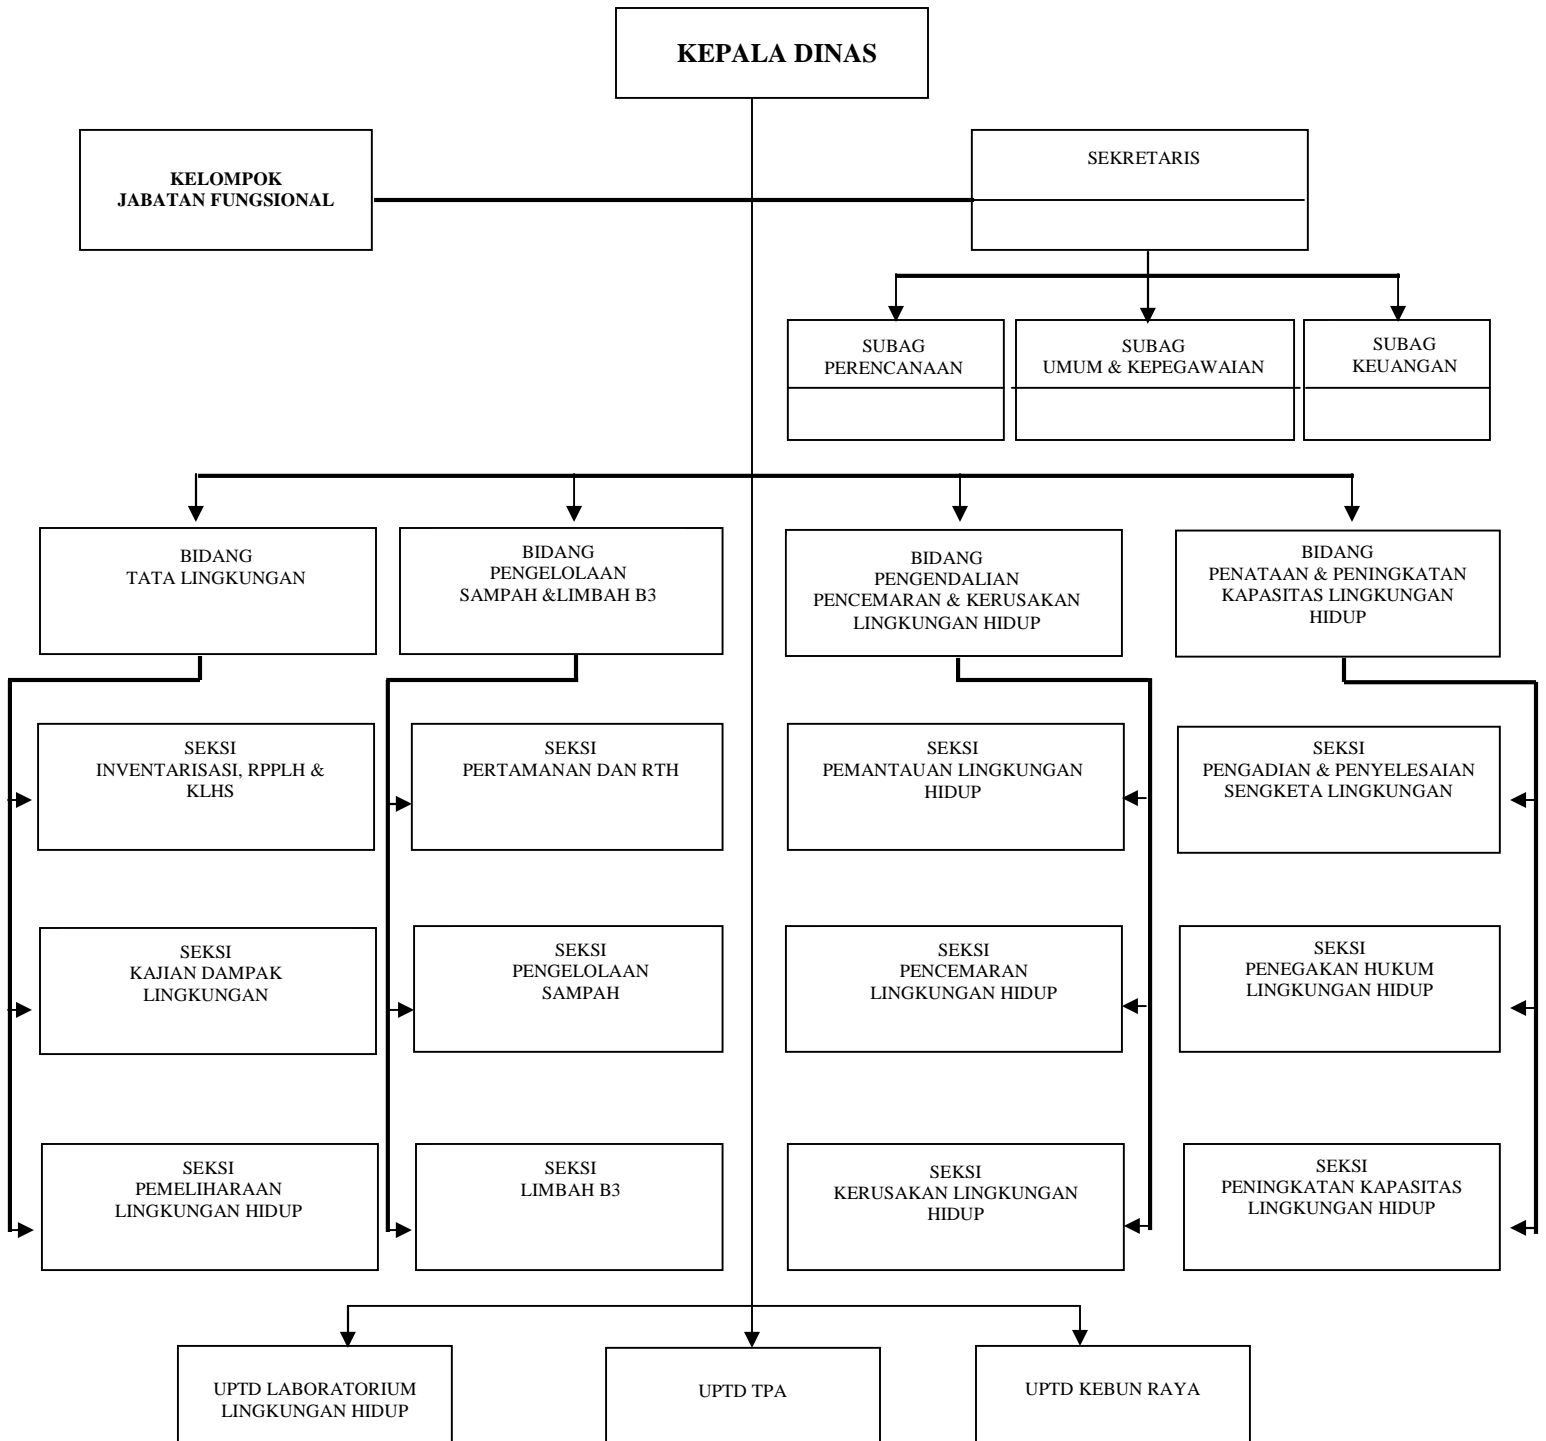 KEPALA DINAS
KELOMPOK
JABATAN FUNGSIONAL
SEKRETARIS
SUBAG
PERENCANAAN
SUBAG
UMUM & KEPEGAWAIAN
SUBAG
KEUANGAN
BIDANG
TATA LINGKUNGAN
BIDANG
PENGELOLAAN
SAMPAH &LIMBAH B3
BIDANG
PENGENDALIAN
PENCEMARAN & KERUSAKAN
LINGKUNGAN HIDUP
BIDANG
PENATAAN & PENINGKATAN
KAPASITAS LINGKUNGAN
HIDUP
SEKSI
INVENTARISASI, RPPLH &
KLHS
SEKSI
PERTAMANAN DAN RTH
SEKSI
PEMANTAUAN LINGKUNGAN
HIDUP
SEKSI
PENGADIAN & PENYELESAIAN
SENGKETA LINGKUNGAN
SEKSI
KAJIAN DAMPAK
LINGKUNGAN
SEKSI
PENGELOLAAN
SAMPAH
SEKSI
PENCEMARAN
LINGKUNGAN HIDUP
SEKSI
PENEGAKAN HUKUM
LINGKUNGAN HIDUP
SEKSI
PEMELIHARAAN
LINGKUNGAN HIDUP
SEKSI
LIMBAH B3
SEKSI
KERUSAKAN LINGKUNGAN
HIDUP
SEKSI
PENINGKATAN KAPASITAS
LINGKUNGAN HIDUP
UPTD LABORATORIUM
LINGKUNGAN HIDUP
UPTD TPA
UPTD KEBUN RAYA